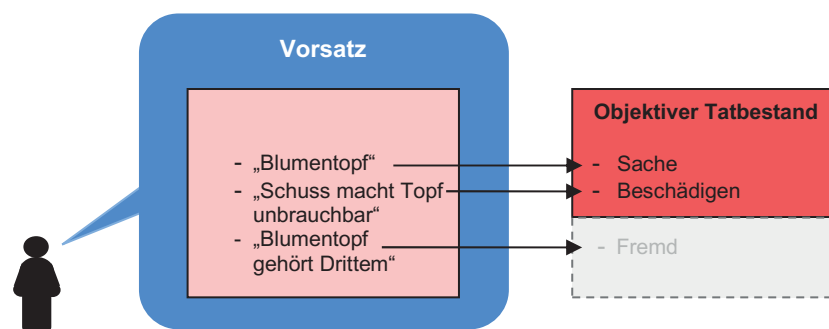 Vorsatz
- „Blumentopf“
- „Schuss macht Topf
unbrauchbar“
- „Blumentopf
gehört Drittem“
Objektiver Tatbestand
- Sache
- Beschädigen
- Fremd